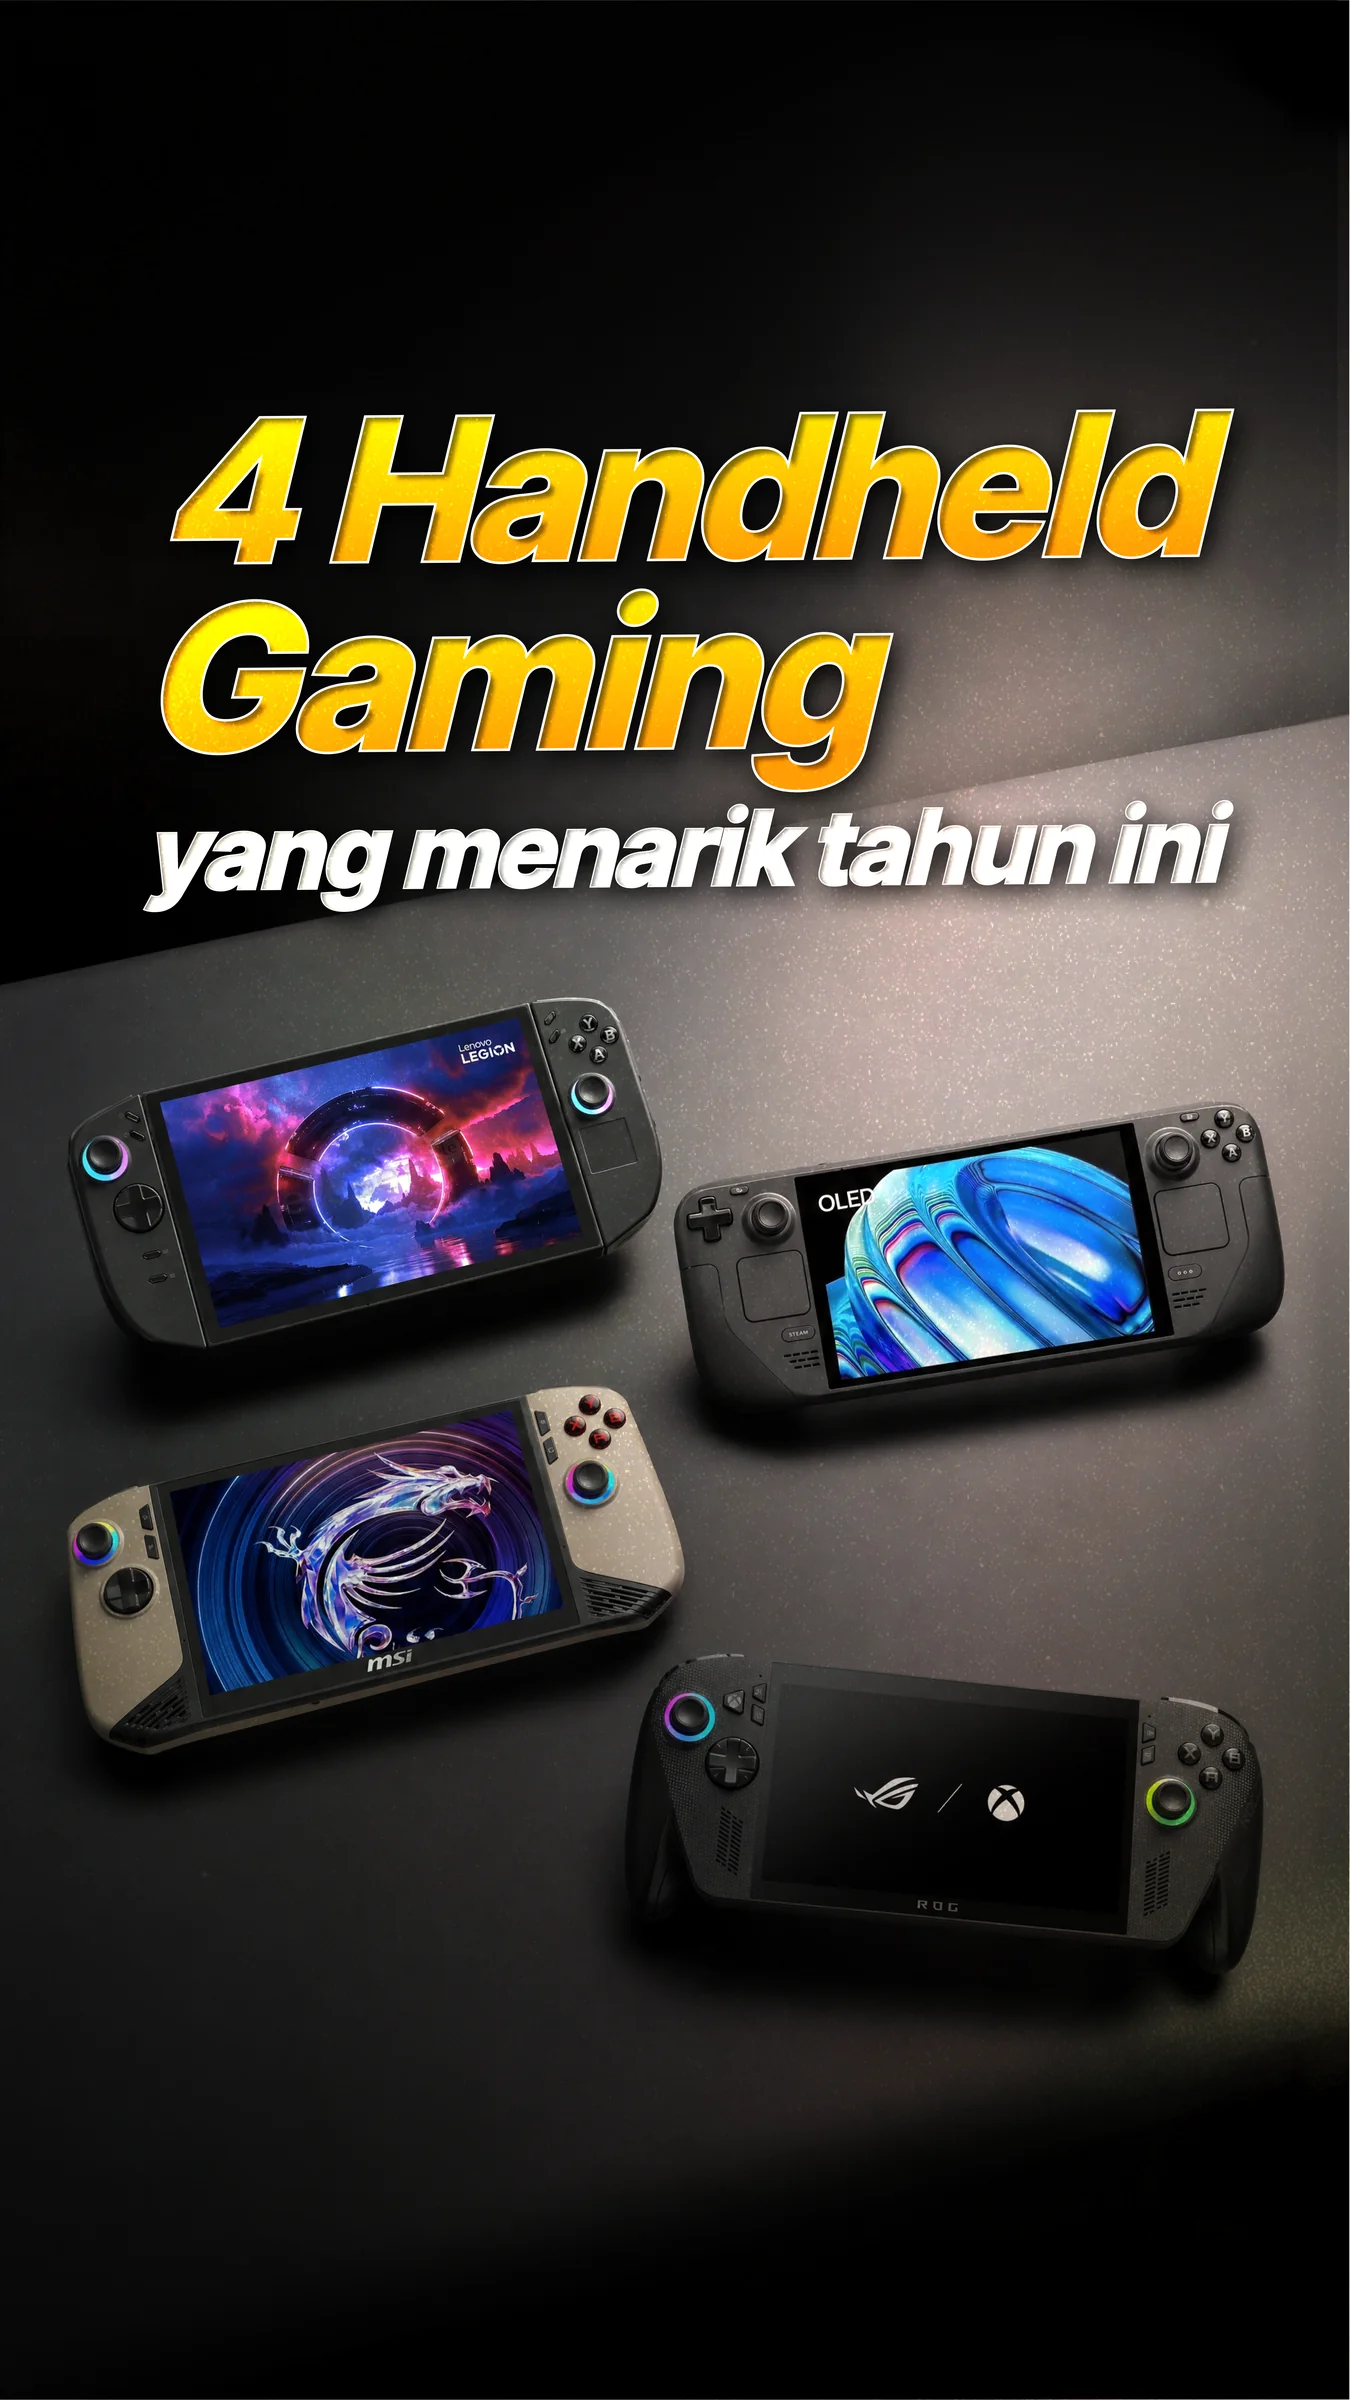 4 Handheld
Gaming
yang menarik tahun ini
Lenovo
LEGION
Y
B
X
A
OLED
Y
B
X
A
STEAM
X
msi
Y
X
B
A
ROG